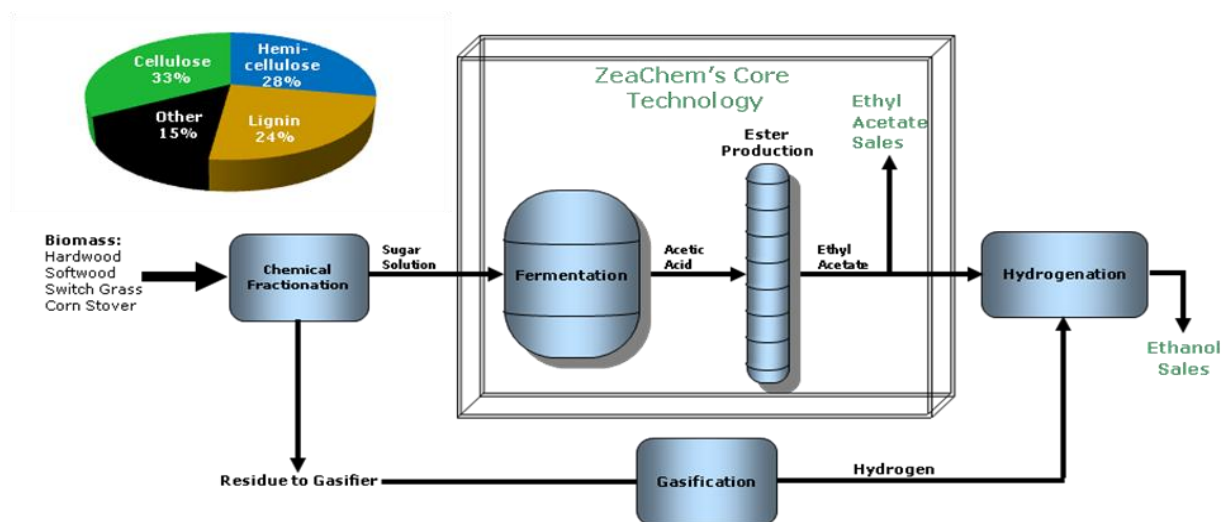 Cellulose
33%
Hemi-
cellulose
28%
Other
15%
Lignin
24%
ZeaChem's Core
Technology
Ethyl
Acetate
Sales
Ester
Production
Biomass:
Hardwood
Softwood
Switch Grass
Corn Stover
Chemical
Fractionation
Sugar
Solution
Fermentation
Acetic
Acid
Ethyl
Acetate
Hydrogenation
Ethanol
Sales
Residue to Gasifier
Gasification
Hydrogen